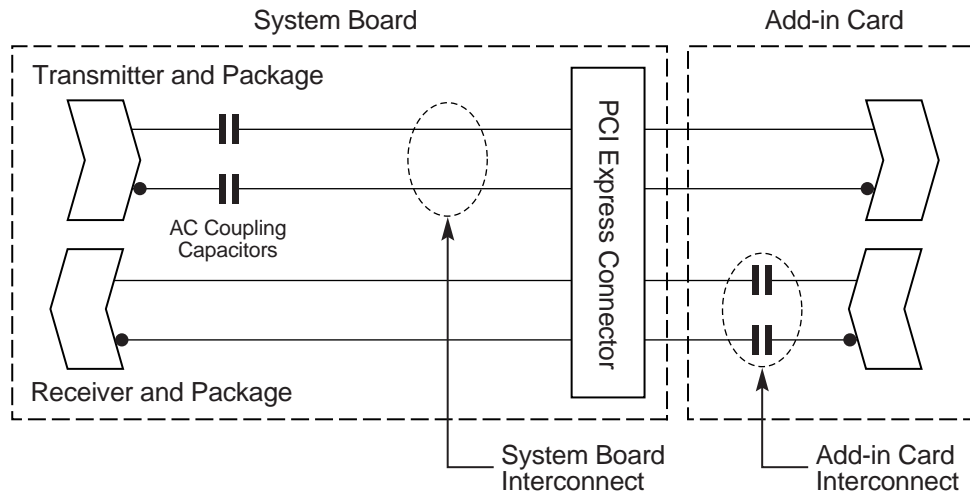 System Board
Add-in Card
Transmitter and Package
PCI Express Connector
AC Coupling
Capacitors
Receiver and Package
System Board
Interconnect
Add-in Card
Interconnect